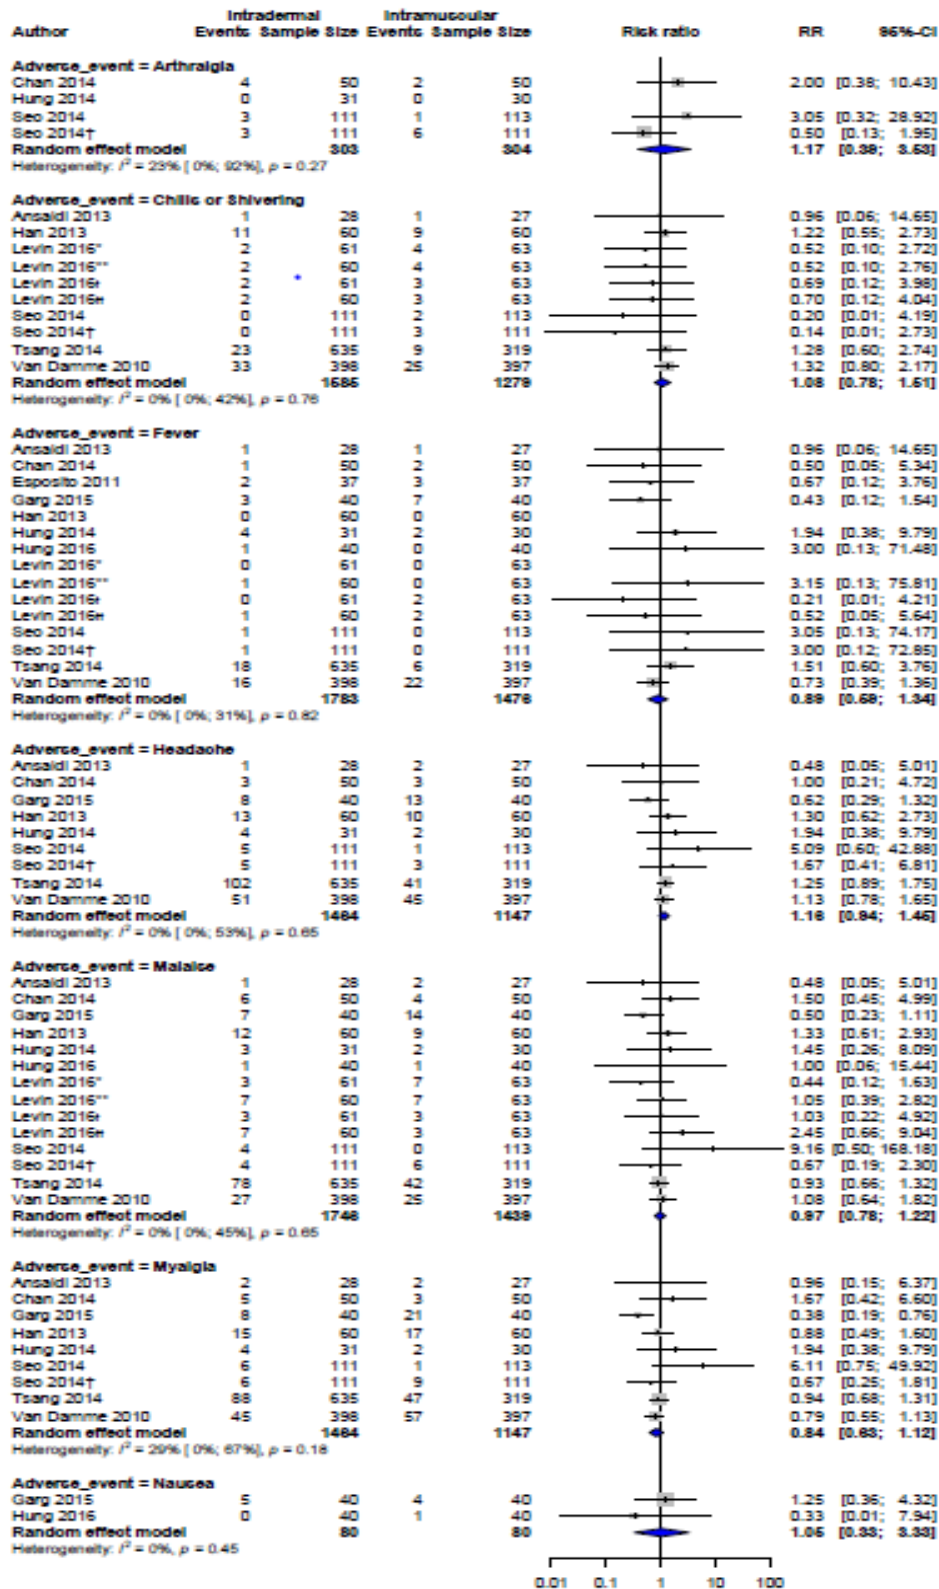 Intradermal Intramuscular
Author Events Sample Size Events Sample Size Risk ratio RR 95%-CI
Adverse_event = Arthralgia
Chan 2014 4 50 2 50 2.00 [0.38; 10.43]
Hung 2014 0 31 0 30
Seo 2014 3 111 1 113 3.05 [0.32; 28.92]
Seo 2014† 3 111 6 111 0.50 [0.13; 1.95]
Random effect model 303 304 1.17 [0.39; 3.53]
Heterogeneity: I² = 23% [ 0%; 92%], p = 0.27
Adverse_event = Chills or Shivering
Ansaldi 2013 1 28 1 27 0.96 [0.06; 14.65]
Han 2013 11 60 9 60 1.22 [0.55; 2.73]
Levin 2016* 2 61 4 63 0.52 [0.10; 2.72]
Levin 2016** 2 60 4 63 0.52 [0.10; 2.76]
Levin 2016ŧ 2 61 3 63 0.69 [0.12; 3.98]
Levin 2016ŧŧ 2 60 3 63 0.70 [0.12; 4.04]
Seo 2014 0 111 2 113 0.20 [0.01; 4.19]
Seo 2014† 0 111 3 111 0.14 [0.01; 2.73]
Tsang 2014 23 635 9 319 1.28 [0.60; 2.74]
Van Damme 2010 33 398 25 397 1.32 [0.80; 2.17]
Random effect model 1585 1279 1.08 [0.78; 1.51]
Heterogeneity: I² = 0% [ 0%; 42%], p = 0.76
Adverse_event = Fever
Ansaldi 2013 1 28 1 27 0.96 [0.06; 14.65]
Chan 2014 1 50 2 50 0.50 [0.05; 5.34]
Esposito 2011 2 37 3 37 0.67 [0.12; 3.76]
Garg 2015 3 40 7 40 0.43 [0.12; 1.54]
Han 2013 0 60 0 60
Hung 2014 4 31 2 30 1.94 [0.38; 9.79]
Hung 2016 1 40 0 40 3.00 [0.13; 71.48]
Levin 2016* 0 61 0 63
Levin 2016** 1 60 0 63 3.15 [0.13; 75.81]
Levin 2016ŧ 0 61 2 63 0.21 [0.01; 4.21]
Levin 2016ŧŧ 1 60 2 63 0.52 [0.05; 5.64]
Seo 2014 1 111 0 113 3.05 [0.13; 74.17]
Seo 2014† 1 111 0 111 3.00 [0.12; 72.85]
Tsang 2014 18 635 6 319 1.51 [0.60; 3.76]
Van Damme 2010 16 398 22 397 0.73 [0.39; 1.36]
Random effect model 1783 1476 0.89 [0.59; 1.34]
Heterogeneity: I² = 0% [ 0%; 31%], p = 0.82
Adverse_event = Headache
Ansaldi 2013 1 28 2 27 0.48 [0.05; 5.01]
Chan 2014 3 50 3 50 1.00 [0.21; 4.72]
Garg 2015 8 40 13 40 0.62 [0.29; 1.32]
Han 2013 13 60 10 60 1.30 [0.62; 2.73]
Hung 2014 4 31 2 30 1.94 [0.38; 9.79]
Seo 2014 5 111 1 113 5.09 [0.60; 42.88]
Seo 2014† 5 111 3 111 1.67 [0.41; 6.81]
Tsang 2014 102 635 41 319 1.25 [0.89; 1.75]
Van Damme 2010 51 398 45 397 1.13 [0.78; 1.65]
Random effect model 1464 1147 1.16 [0.94; 1.45]
Heterogeneity: I² = 0% [ 0%; 53%], p = 0.65
Adverse_event = Malaise
Ansaldi 2013 1 28 2 27 0.48 [0.05; 5.01]
Chan 2014 6 50 4 50 1.50 [0.45; 4.99]
Garg 2015 7 40 14 40 0.50 [0.23; 1.11]
Han 2013 12 60 9 60 1.33 [0.61; 2.93]
Hung 2014 3 31 2 30 1.45 [0.26; 8.09]
Hung 2016 1 40 1 40 1.00 [0.06; 15.44]
Levin 2016* 3 61 7 63 0.44 [0.12; 1.63]
Levin 2016** 7 60 7 63 1.05 [0.39; 2.82]
Levin 2016ŧ 3 61 3 63 1.03 [0.22; 4.92]
Levin 2016ŧŧ 7 60 3 63 2.45 [0.66; 9.04]
Seo 2014 4 111 0 113 9.16 [0.50; 168.18]
Seo 2014† 4 111 6 111 0.67 [0.19; 2.30]
Tsang 2014 78 635 42 319 0.93 [0.66; 1.32]
Van Damme 2010 27 398 25 397 1.08 [0.64; 1.82]
Random effect model 1746 1439 0.97 [0.78; 1.22]
Heterogeneity: I² = 0% [ 0%; 45%], p = 0.65
Adverse_event = Myalgia
Ansaldi 2013 2 28 2 27 0.96 [0.15; 6.37]
Chan 2014 5 50 3 50 1.67 [0.42; 6.60]
Garg 2015 8 40 21 40 0.38 [0.19; 0.76]
Han 2013 15 60 17 60 0.88 [0.49; 1.60]
Hung 2014 4 31 2 30 1.94 [0.38; 9.79]
Seo 2014 6 111 1 113 6.11 [0.75; 49.92]
Seo 2014† 6 111 9 111 0.67 [0.25; 1.81]
Tsang 2014 88 635 47 319 0.94 [0.68; 1.31]
Van Damme 2010 45 398 57 397 0.79 [0.55; 1.13]
Random effect model 1464 1147 0.84 [0.63; 1.12]
Heterogeneity: I² = 29% [ 0%; 67%], p = 0.18
Adverse_event = Nausea
Garg 2015 5 40 4 40 1.25 [0.36; 4.32]
Hung 2016 0 40 1 40 0.33 [0.01; 7.94]
Random effect model 80 80 1.05 [0.33; 3.33]
Heterogeneity: I² = 0%, p = 0.45
0.01 0.1 1 10 100